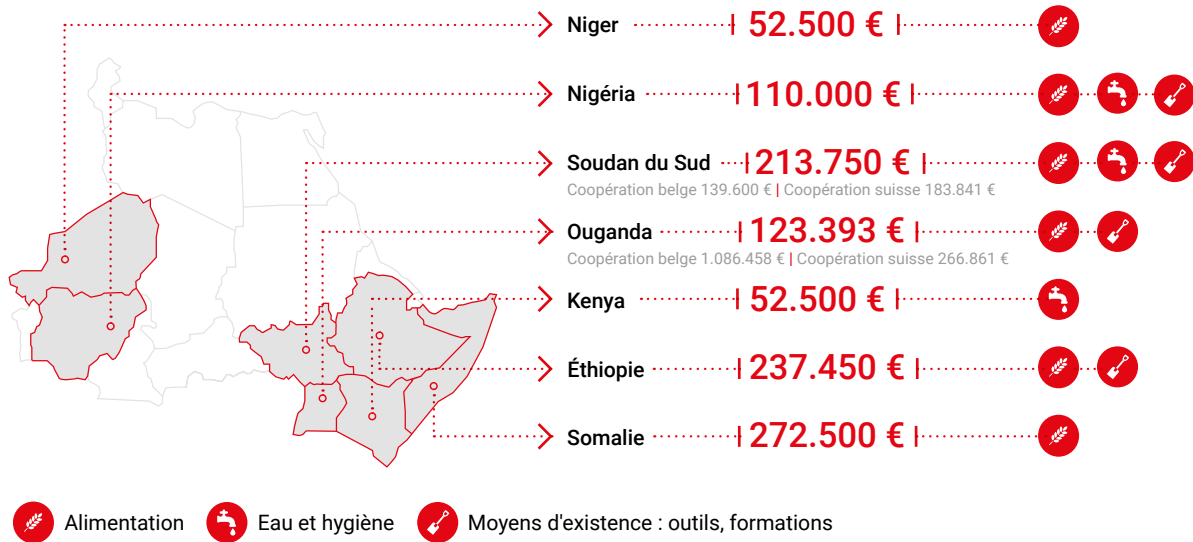 Niger 52.500 €
Nigéria 110.000 €
Soudan du Sud 213.750 €
Coopération belge 139.600 € | Coopération suisse 183.841 €
Ouganda 123.393 €
Coopération belge 1.086.458 € | Coopération suisse 266.861 €
Kenya 52.500 €
Éthiopie 237.450 €
Somalie 272.500 €
Alimentation Eau et hygiène Moyens d'existence : outils, formations